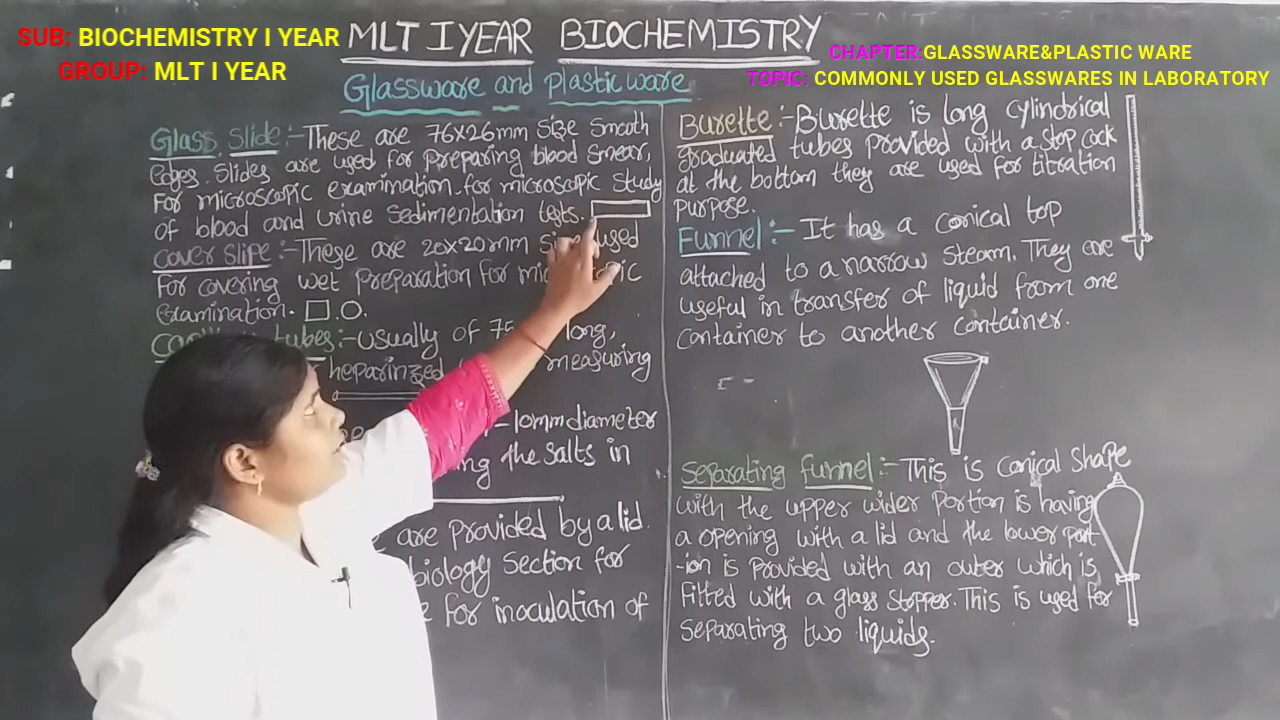 SUB: BIOCHEMISTRY I YEAR
GROUP: MLT I YEAR
MLT I YEAR BIOCHEMISTRY
CHAPTER:GLASSWARE&PLASTIC WARE
TOPIC: COMMONLY USED GLASSWARES IN LABORATORY
Glassware and plastic ware
Glass Slide:- These are 76x26mm Size Smooth
Edges. Slides are used for preparing blood smear,
For microscopic examination for microscopic study
of blood and urine Sedimentation tests.
cover slife:- These are 20x20mm used
For covering wet preparation for
Examination.
tubes:- usually of long,
Heparinized measuring
10mm diameter
the salts in
are provided by a lid.
biology section for
for inoculation of
Burette:- Burette is long cylindrical
graduated tubes provided with a stop cock
at the bottom they are used for titration
purpose.
Funnel:- It has a conical top
attached to a narrow steam. They are
useful in transfer of liquid from one
container to another container.
Separating funnel:- This is conical shape
with the upper wider portion is having
a opening with a lid and the lower port
-ion is provided with an outer which is
fitted with a glass stopper. This is used for
separating two liquids.